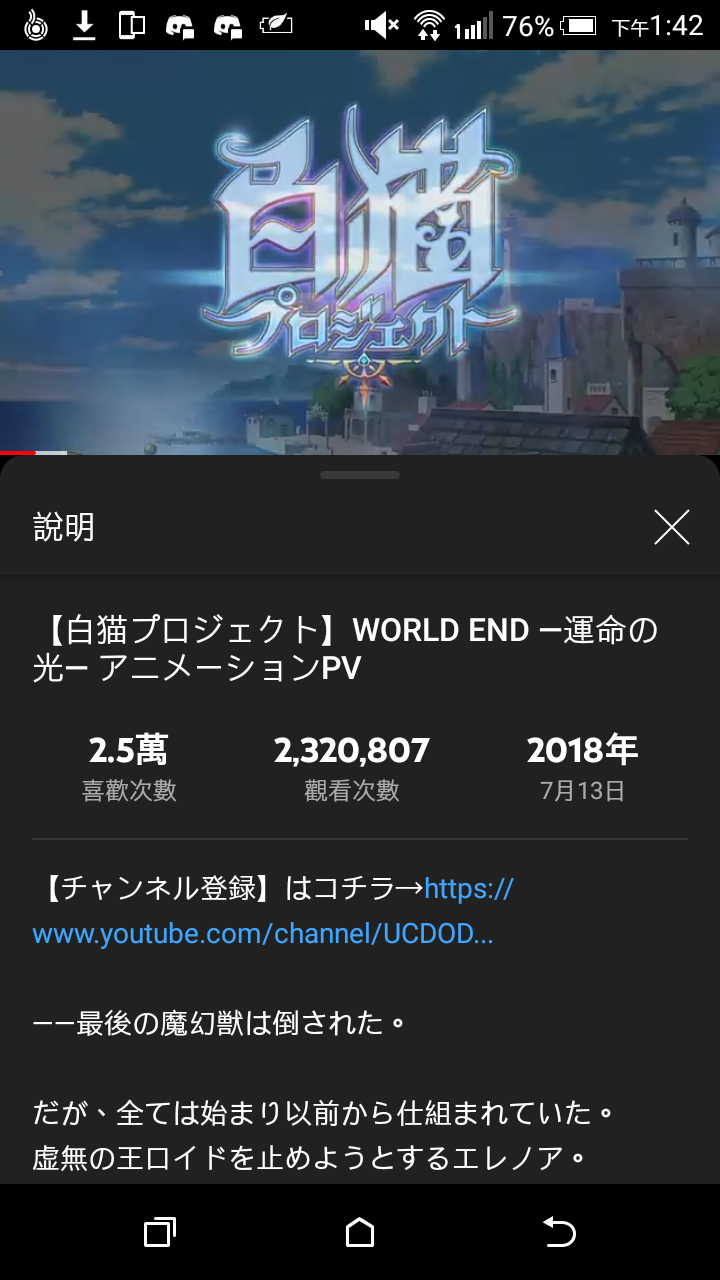 76% 下午1:42
白猫
プロジェクト
說明
【白猫プロジェクト】WORLD END ー運命の
光ー アニメーションPV
2.5萬 2,320,807 2018年
喜歡次數 觀看次數 7月13日
【チャンネル登録】はコチラ→https://
www.youtube.com/channel/UCDOD...
ーー最後の魔幻獣は倒された。
だが、全ては始まり以前から仕組まれていた。
虚無の王ロイドを止めようとするエレノア。